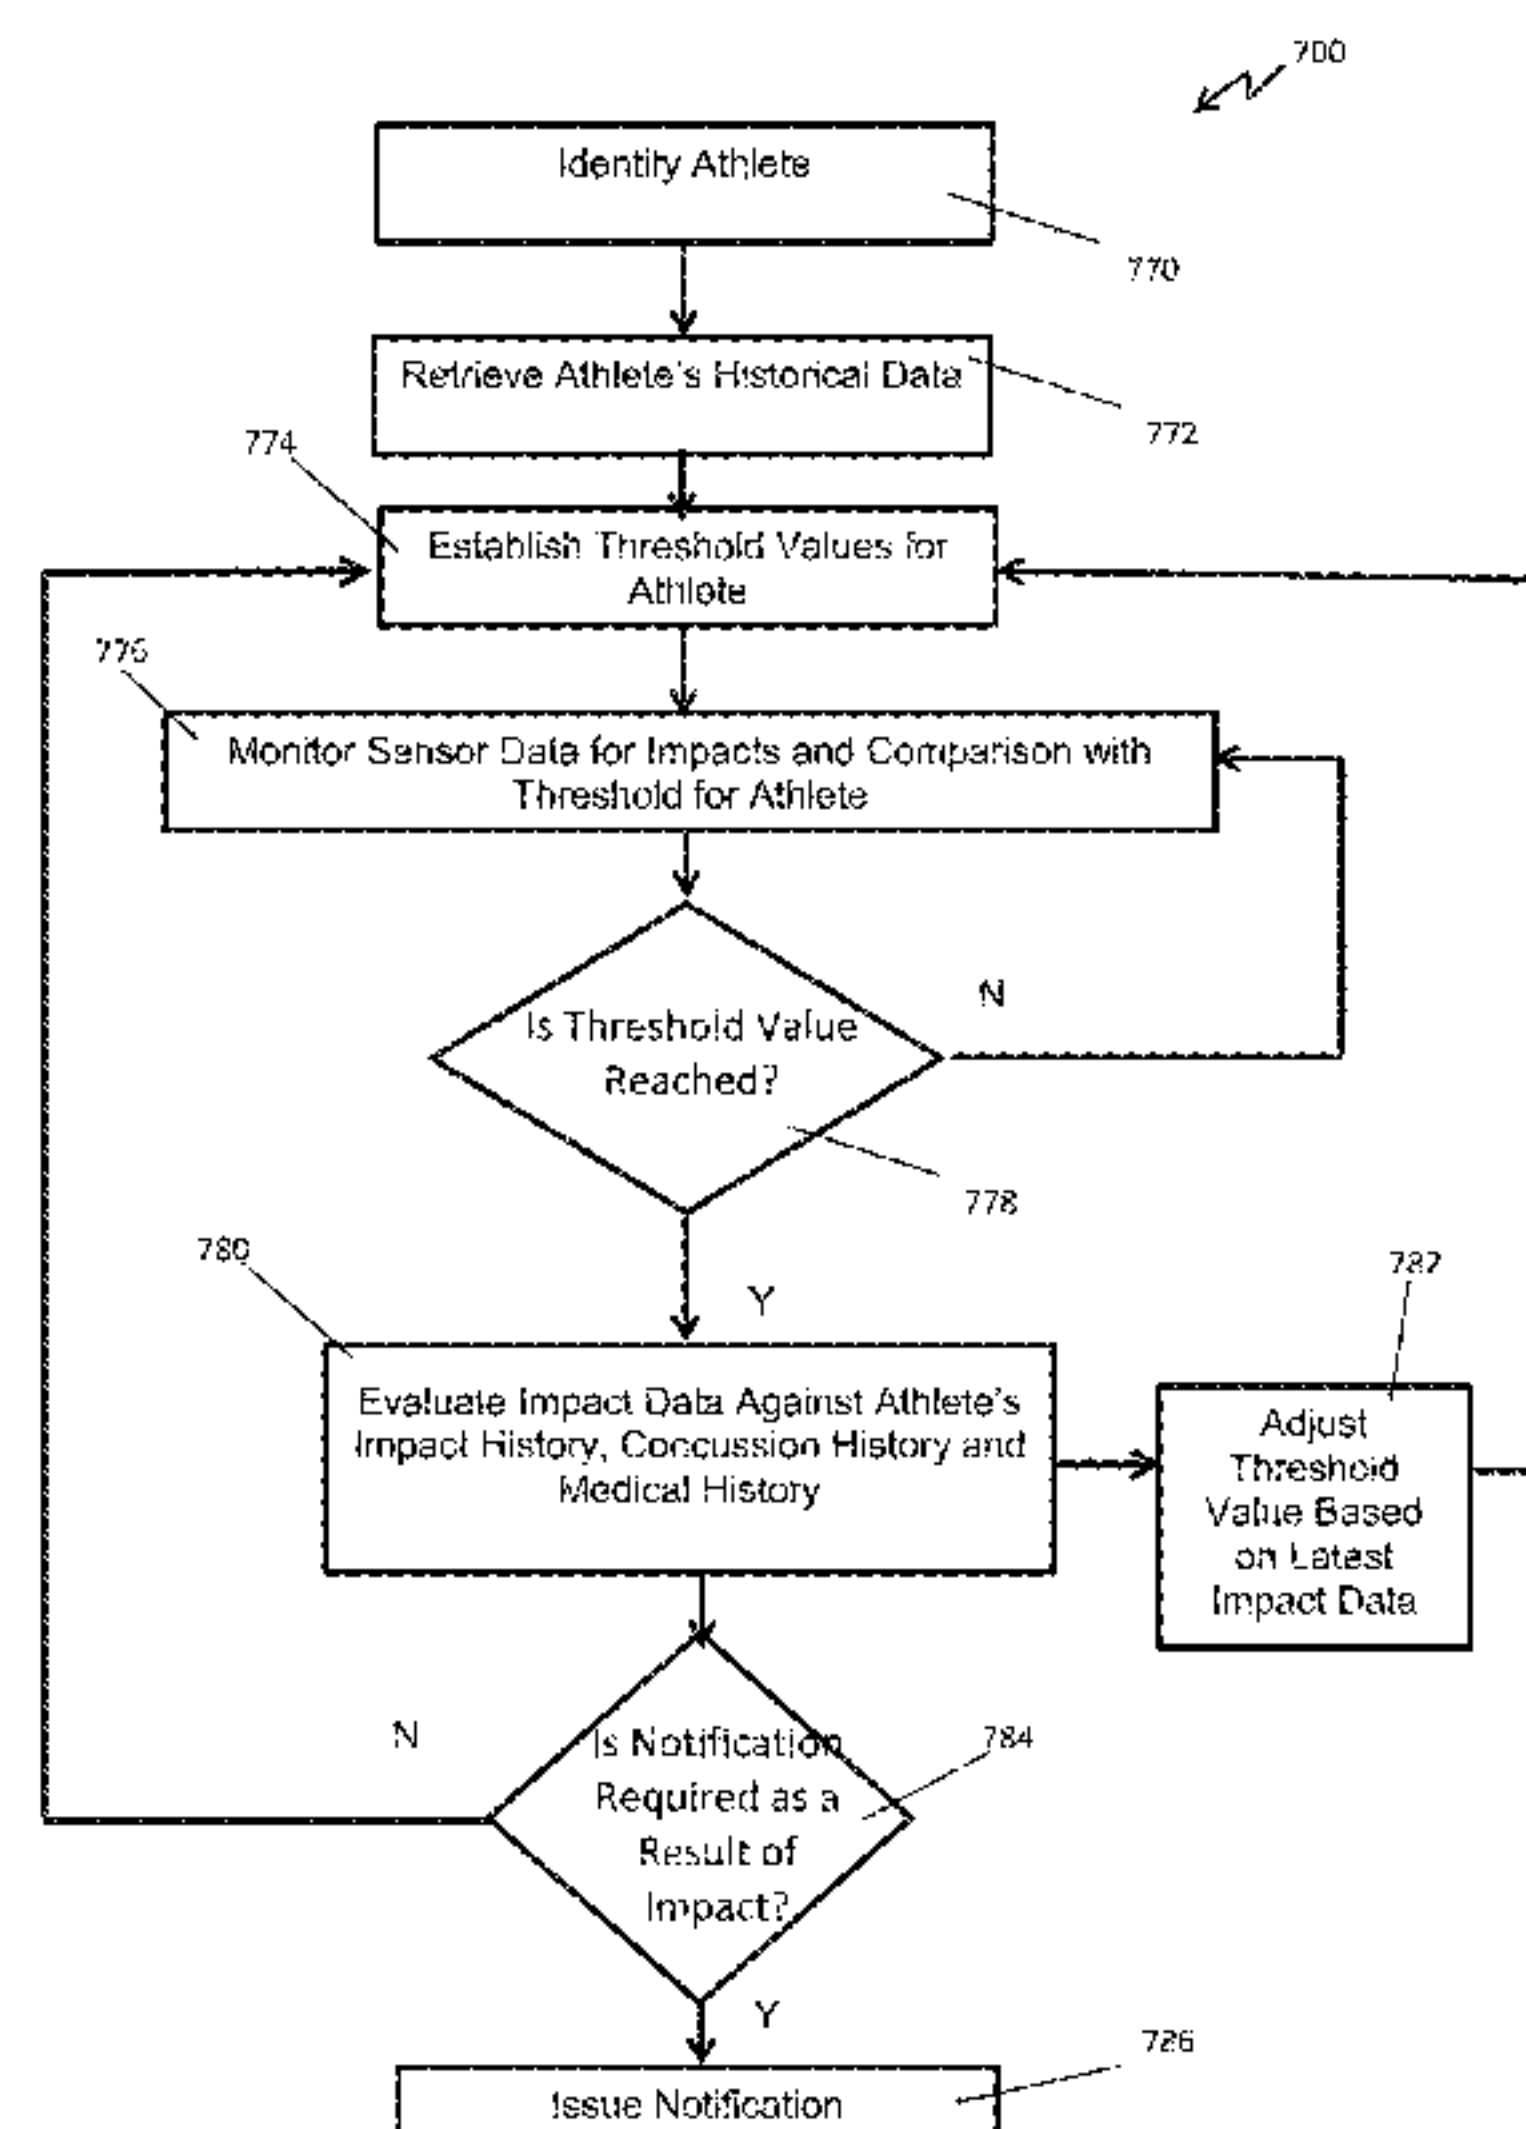 700
Identify Athlete
770
Retrieve Athlete's Historical Data
772
774
Establish Threshold Values for
Athlete
776
Monitor Sensor Data for Impacts and Comparison with
Threshold for Athlete
Is Threshold Value
Reached?
N
778
Y
780
Evaluate Impact Data Against Athlete's
Impact History, Concussion History and
Medical History
782
Adjust
Threshold
Value Based
on Latest
Impact Data
N
Is Notification
Required as a
Result of
Impact?
784
Y
786
Issue Notification